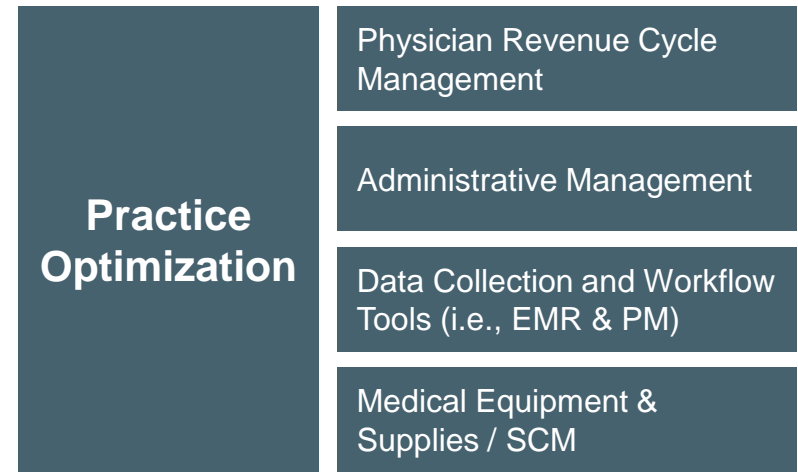 Practice
Optimization
Physician Revenue Cycle
Management
Administrative Management
Data Collection and Workflow
Tools (i.e., EMR & PM)
Medical Equipment &
Supplies / SCM